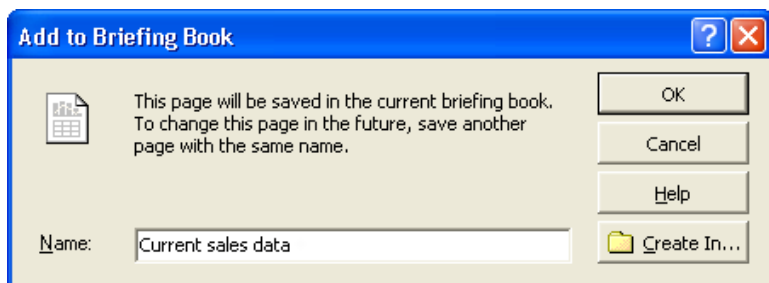 Add to Briefing Book
This page will be saved in the current briefing book.
To change this page in the future, save another
page with the same name.
OK
Cancel
Help
Name:
Current sales data
Create In...